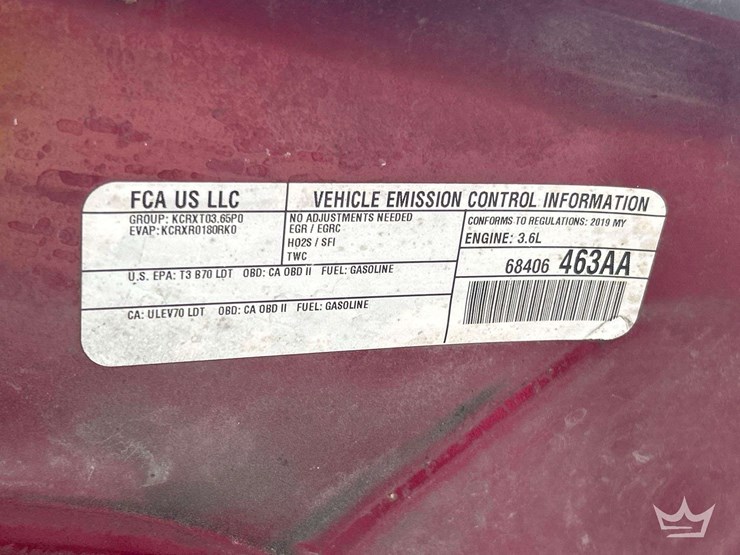 FCA US LLC
GROUP: KCRXT03.65P0
EVAP: KCRXR0180RK0
VEHICLE EMISSION CONTROL INFORMATION
NO ADJUSTMENTS NEEDED
EGR / EGRC
HO2S / SFI
TWC
CONFORMS TO REGULATIONS: 2019 MY
ENGINE: 3.6L
U.S. EPA: T3 B70 LDT OBD: CA OBD II FUEL: GASOLINE
CA: ULEV70 LDT OBD: CA OBD II FUEL: GASOLINE
68406 463AA